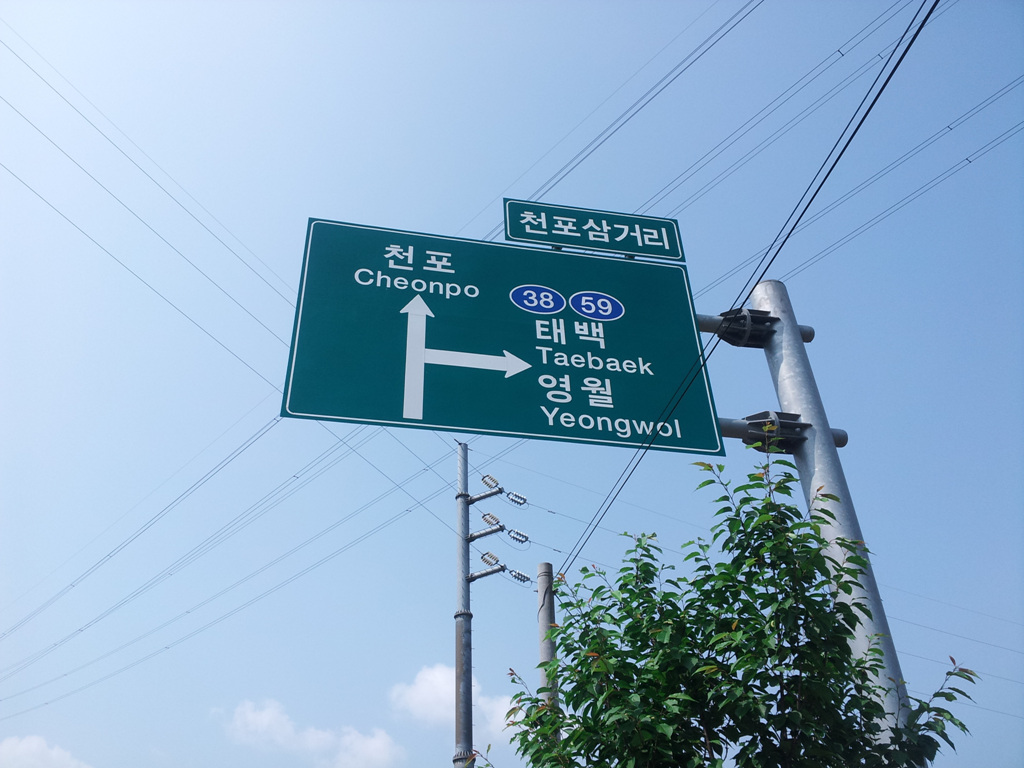 천포삼거리
천포
Cheonpo
38 59
태백
Taebaek
영월
Yeongwol